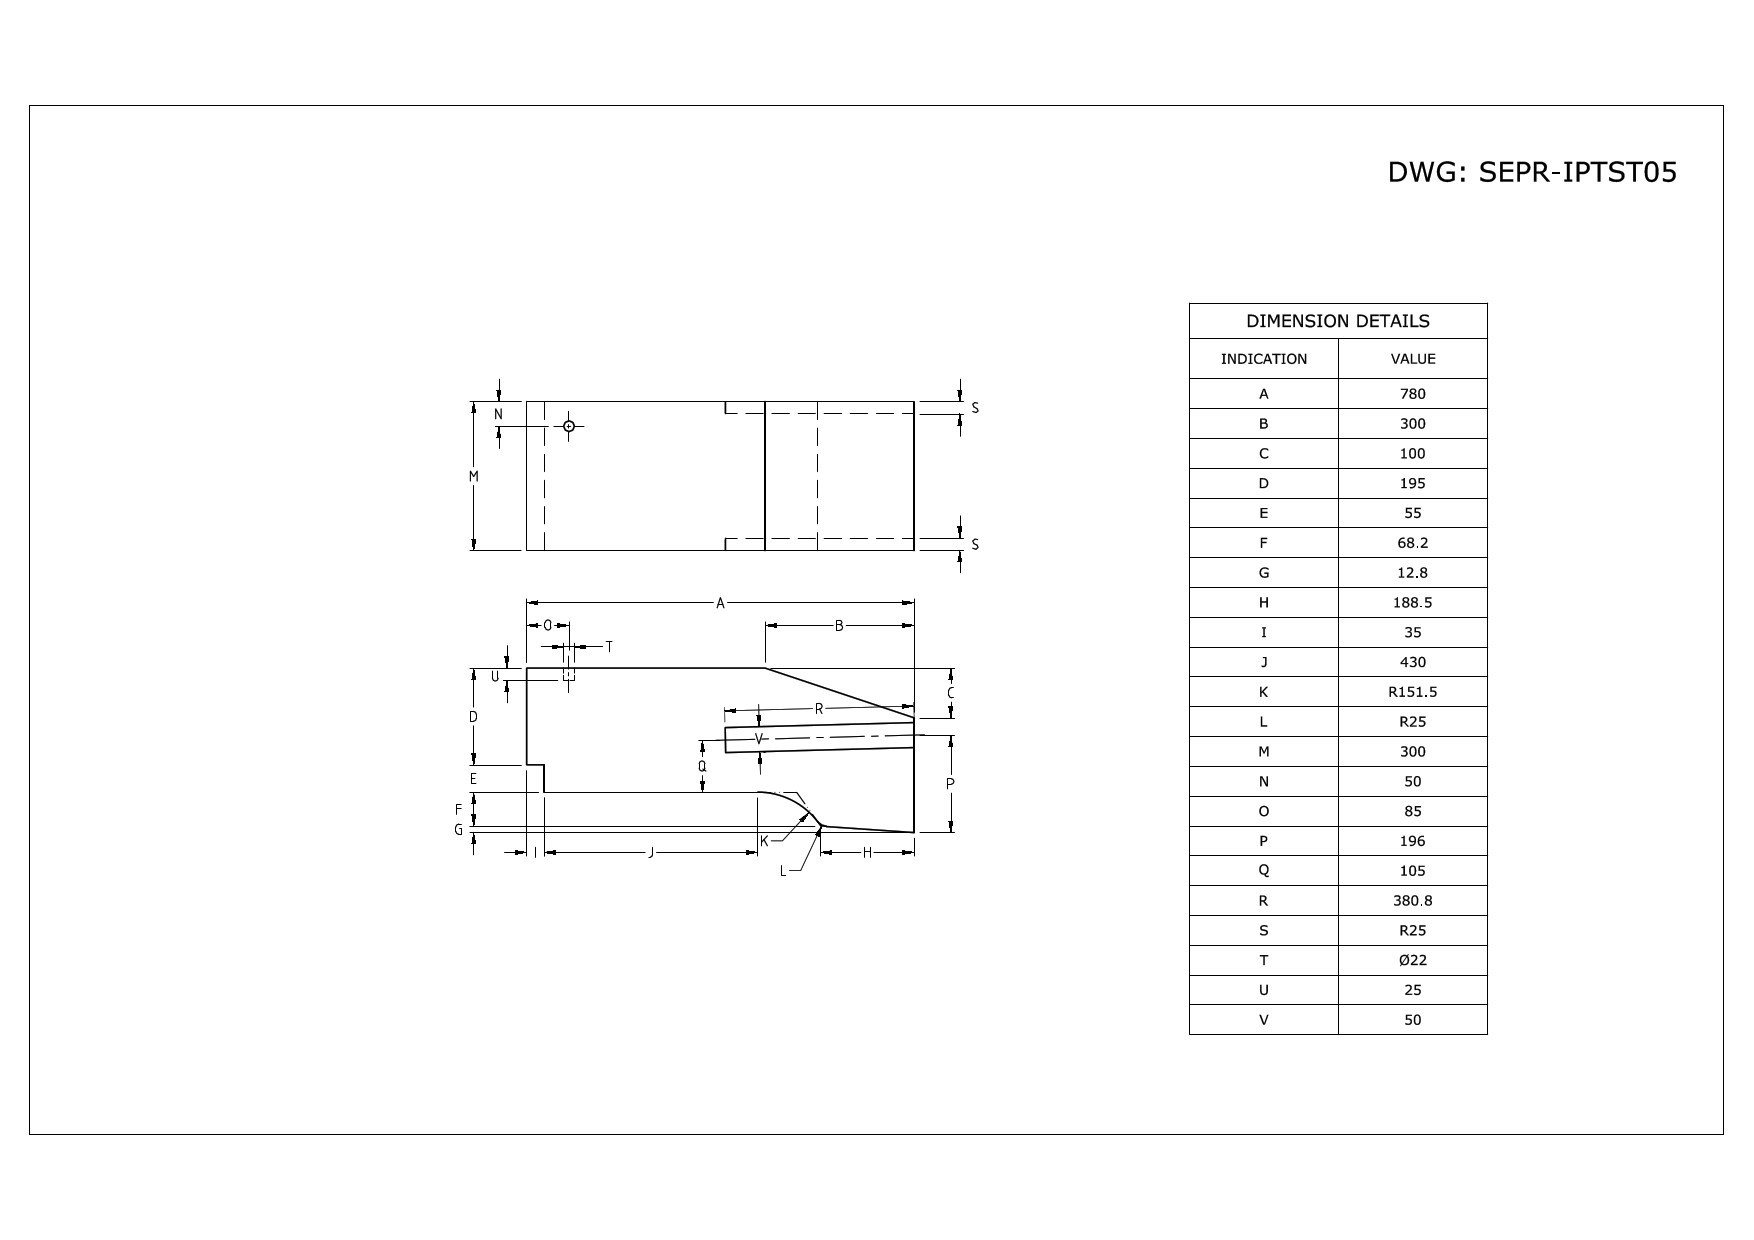 DWG: SEPR-IPTST05
N
M
S
S
A
O
B
T
U
D
C
R
V
Q
E
P
F
G
K
I
J
H
L
DIMENSION DETAILS
INDICATION VALUE
A 780
B 300
C 100
D 195
E 55
F 68.2
G 12.8
H 188.5
I 35
J 430
K R151.5
L R25
M 300
N 50
O 85
P 196
Q 105
R 380.8
S R25
T Ø22
U 25
V 50